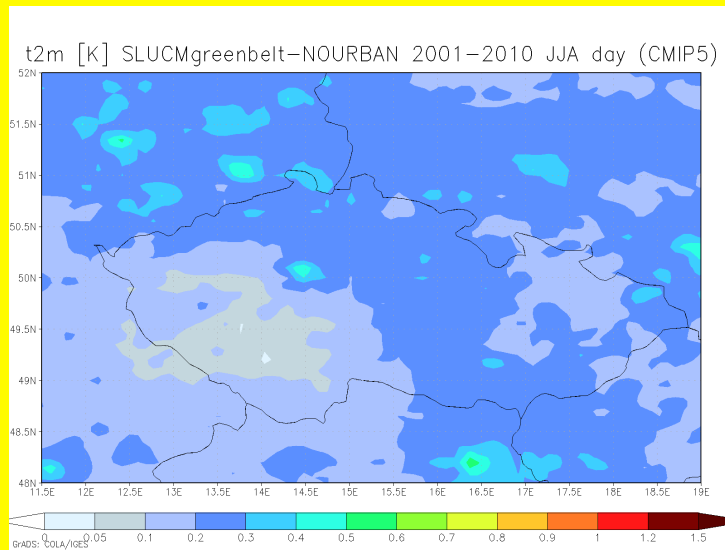 t2m [K] SLUCMgreenbelt-NOURBAN 2001-2010 JJA day (CMIP5)
52N
51.5N
51N
50.5N
50N
49.5N
49N
48.5N
48N
11.5E 12E 12.5E 13E 13.5E 14E 14.5E 15E 15.5E 16E 16.5E 17E 17.5E 18E 18.5E 19E
0 0.05 0.1 0.2 0.3 0.4 0.5 0.6 0.7 0.8 0.9 1 1.2 1.5
GrADS: COLA/IGES